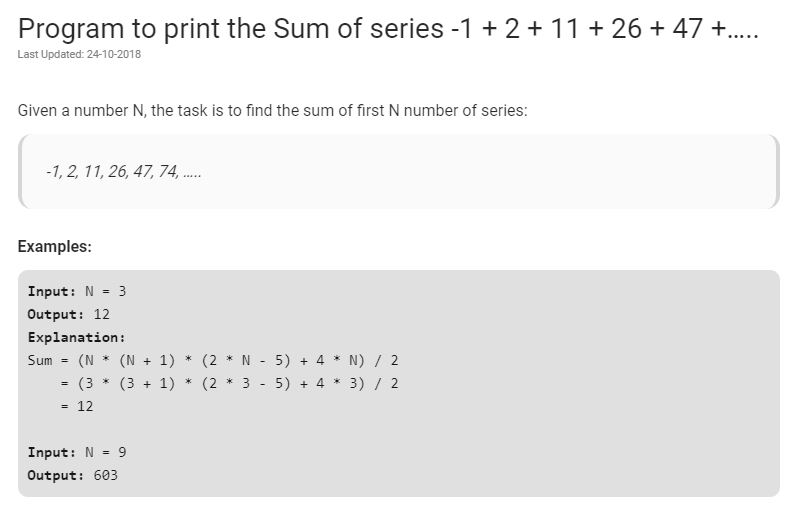 Program to print the Sum of series -1 + 2 + 11 + 26 + 47 +.....
Last Updated: 24-10-2018
Given a number N, the task is to find the sum of first N number of series:
-1, 2, 11, 26, 47, 74, .....
Examples:
Input: N = 3
Output: 12
Explanation:
Sum = (N * (N + 1) * (2 * N - 5) + 4 * N) / 2
= (3 * (3 + 1) * (2 * 3 - 5) + 4 * 3) / 2
= 12
Input: N = 9
Output: 603